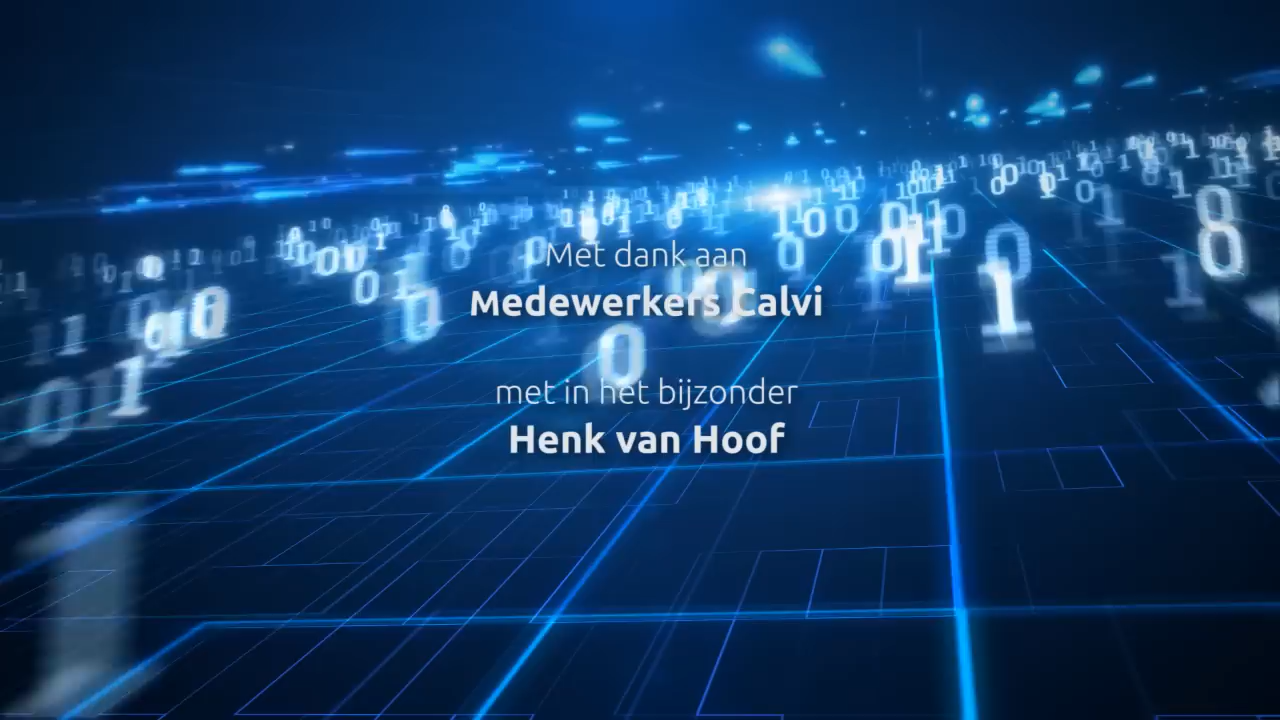 Met dank aan
Medewerkers Calvi
met in het bijzonder
Henk van Hoof